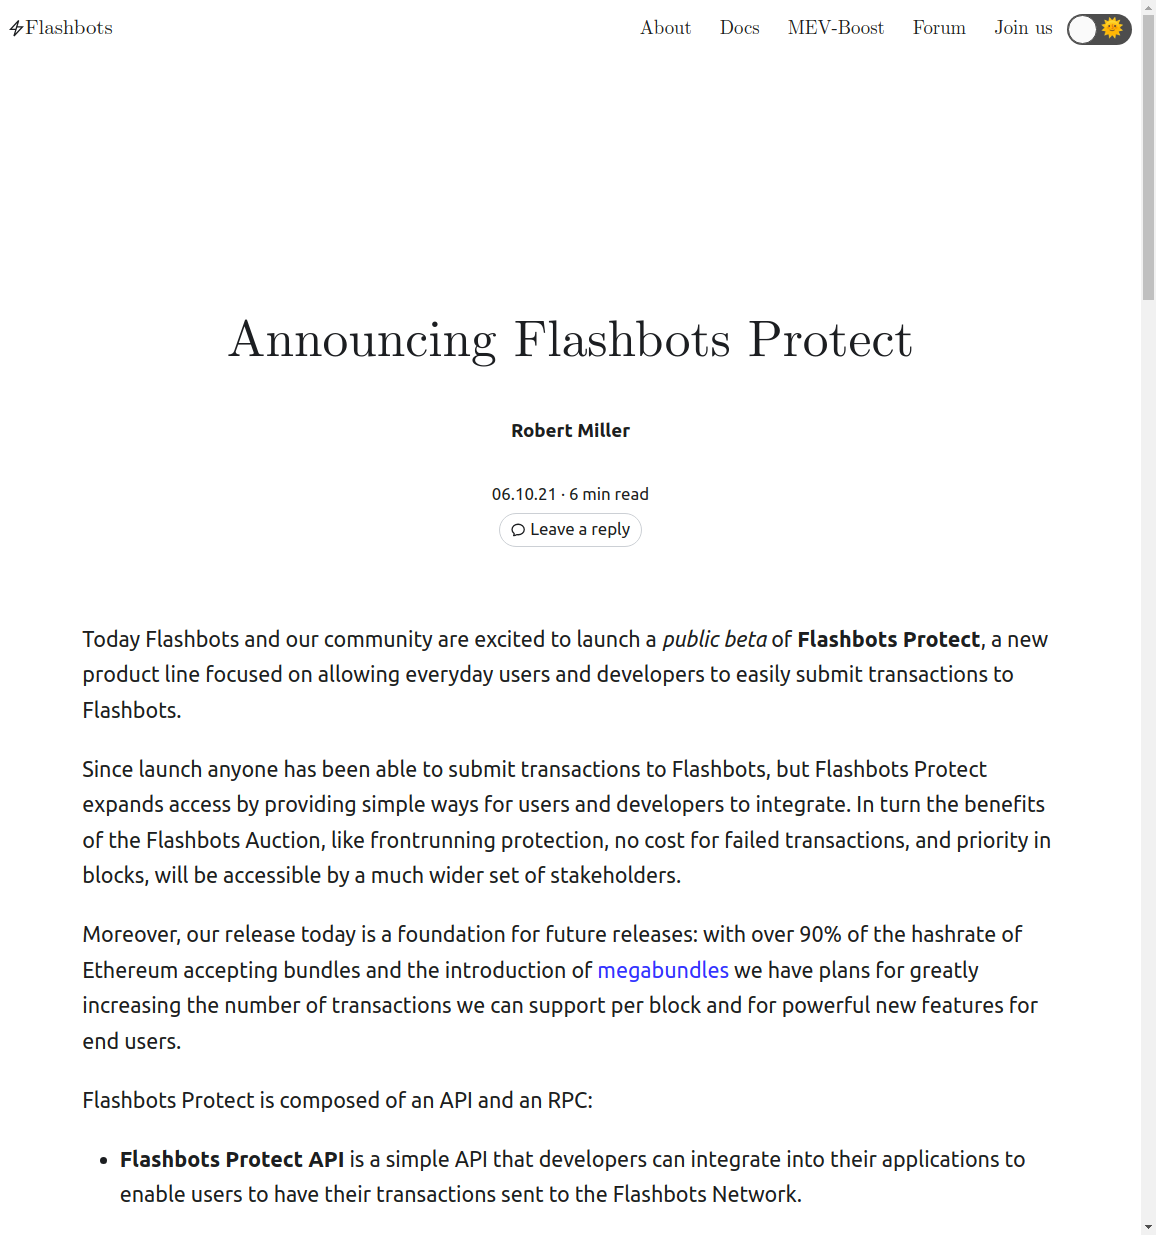 Flashbots
About Docs MEV-Boost Forum Join us
Announcing Flashbots Protect
Robert Miller
06.10.21 · 6 min read
Leave a reply
Today Flashbots and our community are excited to launch a public beta of Flashbots Protect, a new
product line focused on allowing everyday users and developers to easily submit transactions to
Flashbots.
Since launch anyone has been able to submit transactions to Flashbots, but Flashbots Protect
expands access by providing simple ways for users and developers to integrate. In turn the benefits
of the Flashbots Auction, like frontrunning protection, no cost for failed transactions, and priority in
blocks, will be accessible by a much wider set of stakeholders.
Moreover, our release today is a foundation for future releases: with over 90% of the hashrate of
Ethereum accepting bundles and the introduction of megabundles we have plans for greatly
increasing the number of transactions we can support per block and for powerful new features for
end users.
Flashbots Protect is composed of an API and an RPC:
• Flashbots Protect API is a simple API that developers can integrate into their applications to
enable users to have their transactions sent to the Flashbots Network.